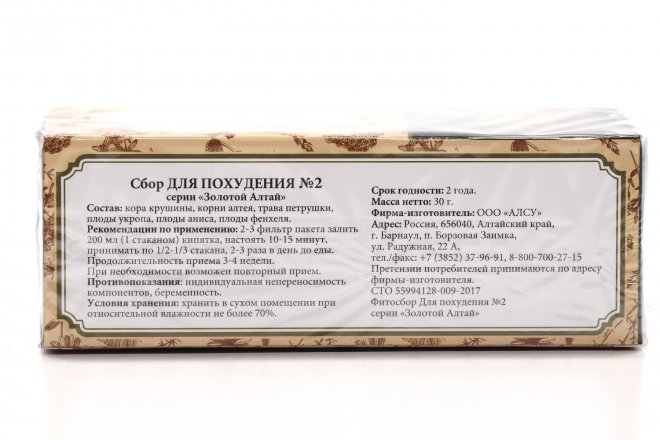 Сбор ДЛЯ ПОХУДЕНИЯ №2
серии «Золотой Алтай»
Состав: кора крушины, корни алтея, трава петрушки,
плоды укропа, плоды аниса, плоды фенхеля.
Рекомендации по применению: 2-3 фильтр пакета залить
200 мл (1 стаканом) кипятка, настоять 10-15 минут,
принимать по 1/2-1/3 стакана, 2-3 раза в день до еды.
Продолжительность приема 3-4 недели.
При необходимости возможен повторный прием.
Противопоказания: индивидуальная непереносимость
компонентов, беременность.
Условия хранения: хранить в сухом помещении при
относительной влажности не более 70%.
Срок годности: 2 года.
Масса нетто: 30 г.
Фирма-изготовитель: ООО «АЛСУ»
Адрес: Россия, 656040, Алтайский край,
г. Барнаул, п. Борзовая Заимка,
ул. Радужная, 22 А,
тел./факс: +7 (3852) 37-96-91, 8-800-700-27-15
Претензии потребителей принимаются по адресу
фирмы-изготовителя.
СТО 55994128-009-2017
Фитосбор Для похудения №2
серии «Золотой Алтай»